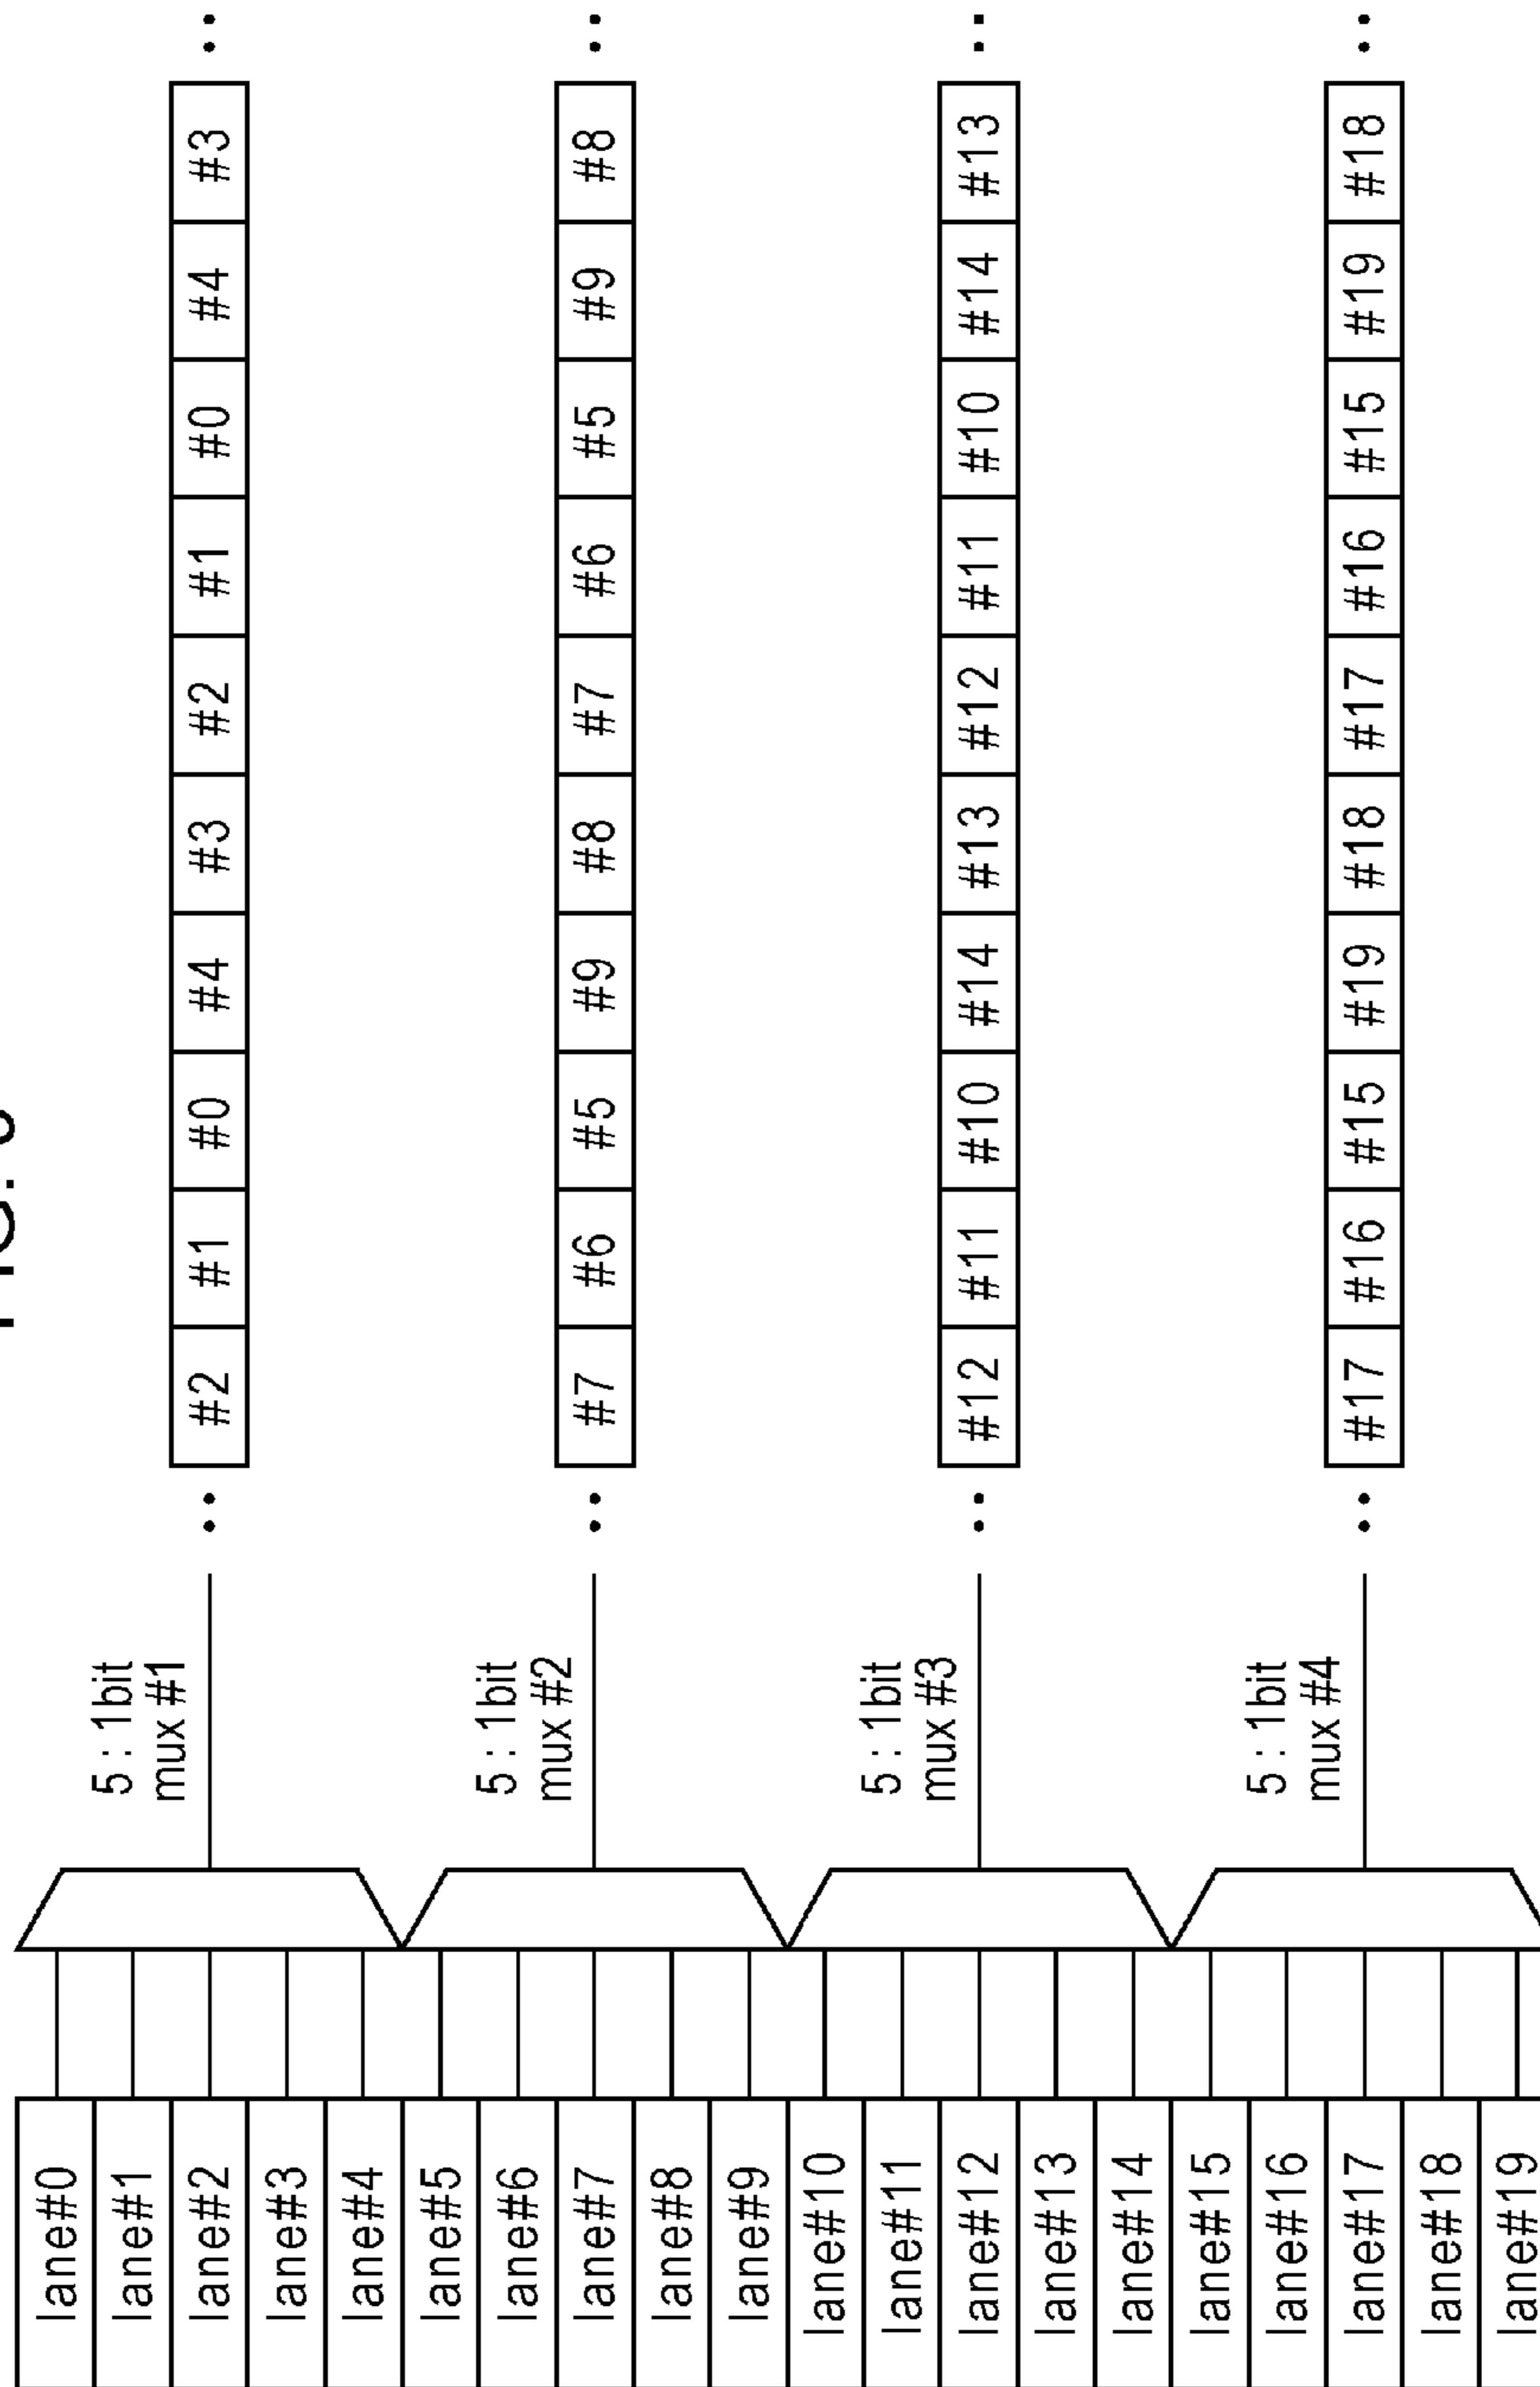 lane#0
lane#1
lane#2
lane#3
lane#4
lane#5
lane#6
lane#7
lane#8
lane#9
lane#10
lane#11
lane#12
lane#13
lane#14
lane#15
lane#16
lane#17
lane#18
lane#19
5 : 1bit
mux #1
#2 #1 #0 #4 #3 #2 #1 #0 #4 #3
5 : 1bit
mux #2
#7 #6 #5 #9 #8 #7 #6 #5 #9 #8
5 : 1bit
mux #3
#12 #11 #10 #14 #13 #12 #11 #10 #14 #13
5 : 1bit
mux #4
#17 #16 #15 #19 #18 #17 #16 #15 #19 #18